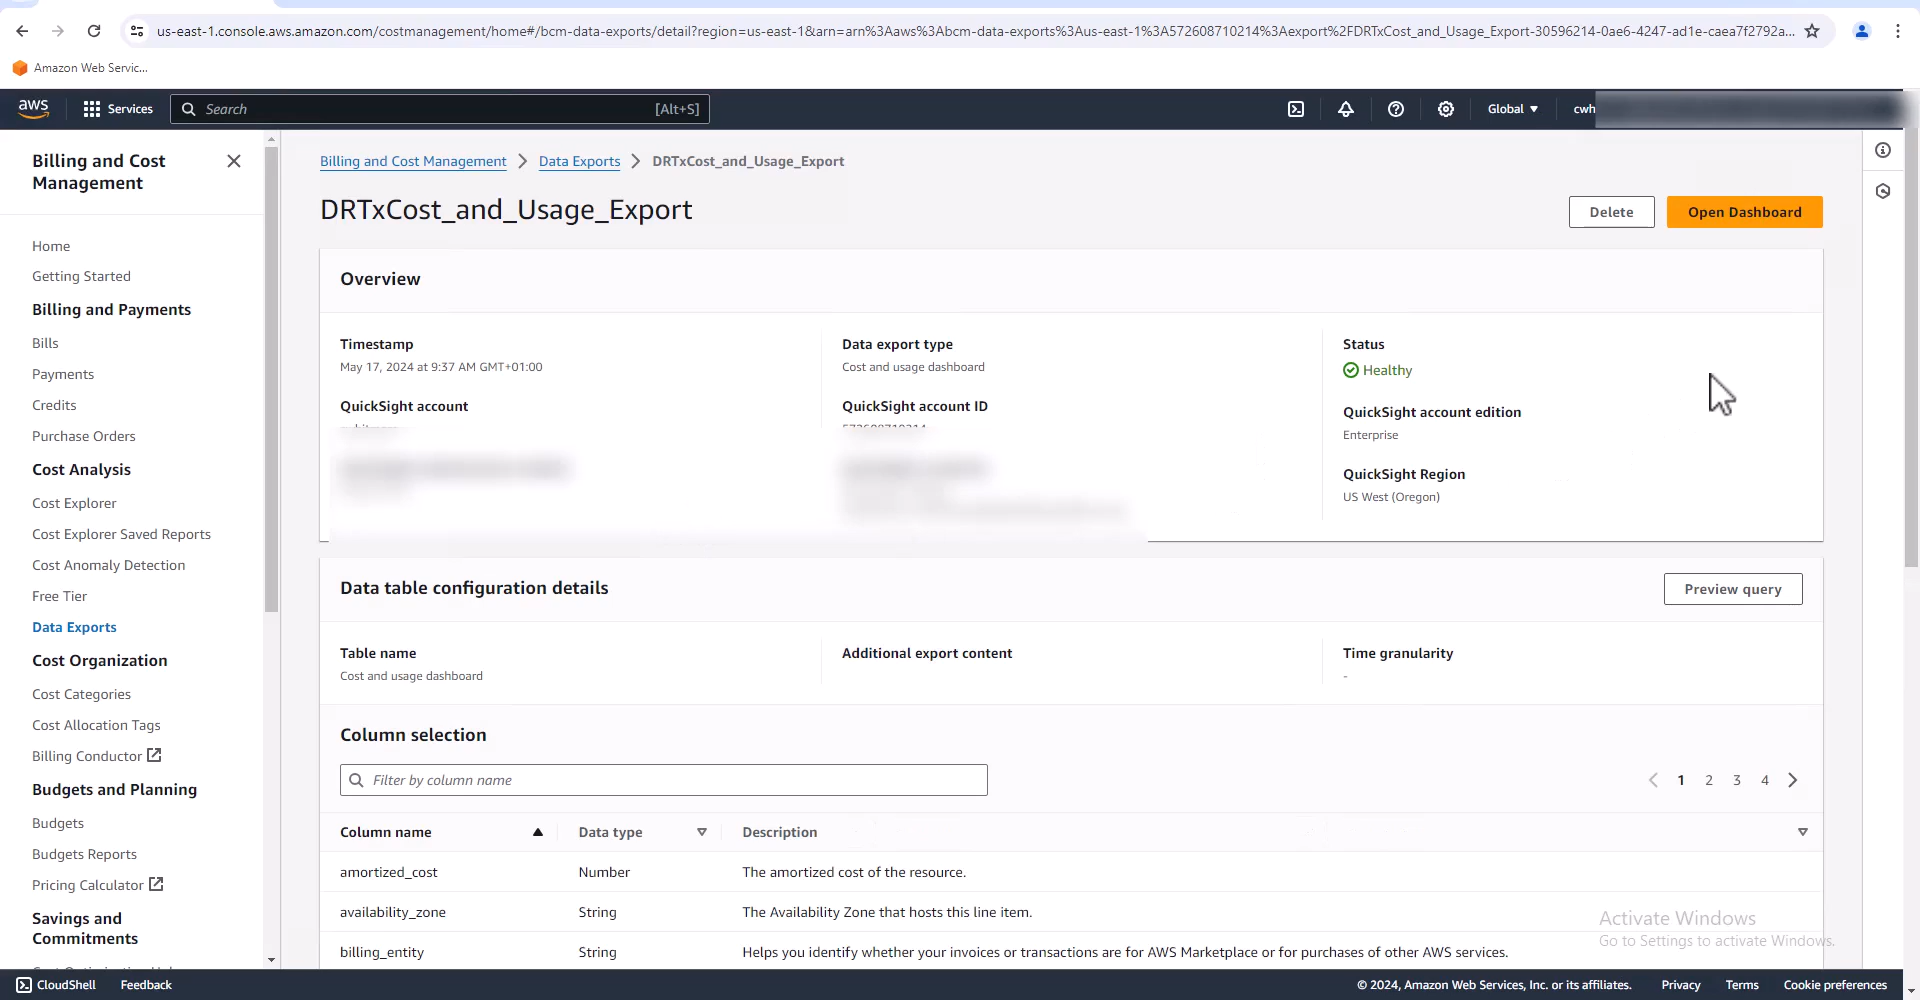 us-east-1.console.aws.amazon.com/costmanagement/home#/bcm-data-exports/detail?region=us-east-1&arn=arn%3Aaws%3Abcm-data-exports%3Aus-east-1%3A572608710214%3Aexport%2FDRTxCost_and_Usage_Export-30596214-0ae6-4247-ad1e-caea7f2792a...
Amazon Web Servic...
aws
Services
Search
[Alt+S]
Global
cwh
Billing and Cost Management
Home
Getting Started
Billing and Payments
Bills
Payments
Credits
Purchase Orders
Cost Analysis
Cost Explorer
Cost Explorer Saved Reports
Cost Anomaly Detection
Free Tier
Data Exports
Cost Organization
Cost Categories
Cost Allocation Tags
Billing Conductor
Budgets and Planning
Budgets
Budgets Reports
Pricing Calculator
Savings and Commitments
Billing and Cost Management > Data Exports > DRTxCost_and_Usage_Export
DRTxCost_and_Usage_Export
Delete
Open Dashboard
Overview
Timestamp
May 17, 2024 at 9:37 AM GMT+01:00
QuickSight account
Data export type
Cost and usage dashboard
QuickSight account ID
Status
Healthy
QuickSight account edition
Enterprise
QuickSight Region
US West (Oregon)
Data table configuration details
Preview query
Table name
Cost and usage dashboard
Additional export content
Time granularity
-
Column selection
Filter by column name
1 2 3 4
Column name Data type Description
amortized_cost Number The amortized cost of the resource.
availability_zone String The Availability Zone that hosts this line item.
billing_entity String Helps you identify whether your invoices or transactions are for AWS Marketplace or for purchases of other AWS services.
Activate Windows
Go to Settings to activate Windows.
CloudShell
Feedback
© 2024, Amazon Web Services, Inc. or its affiliates.
Privacy
Terms
Cookie preferences